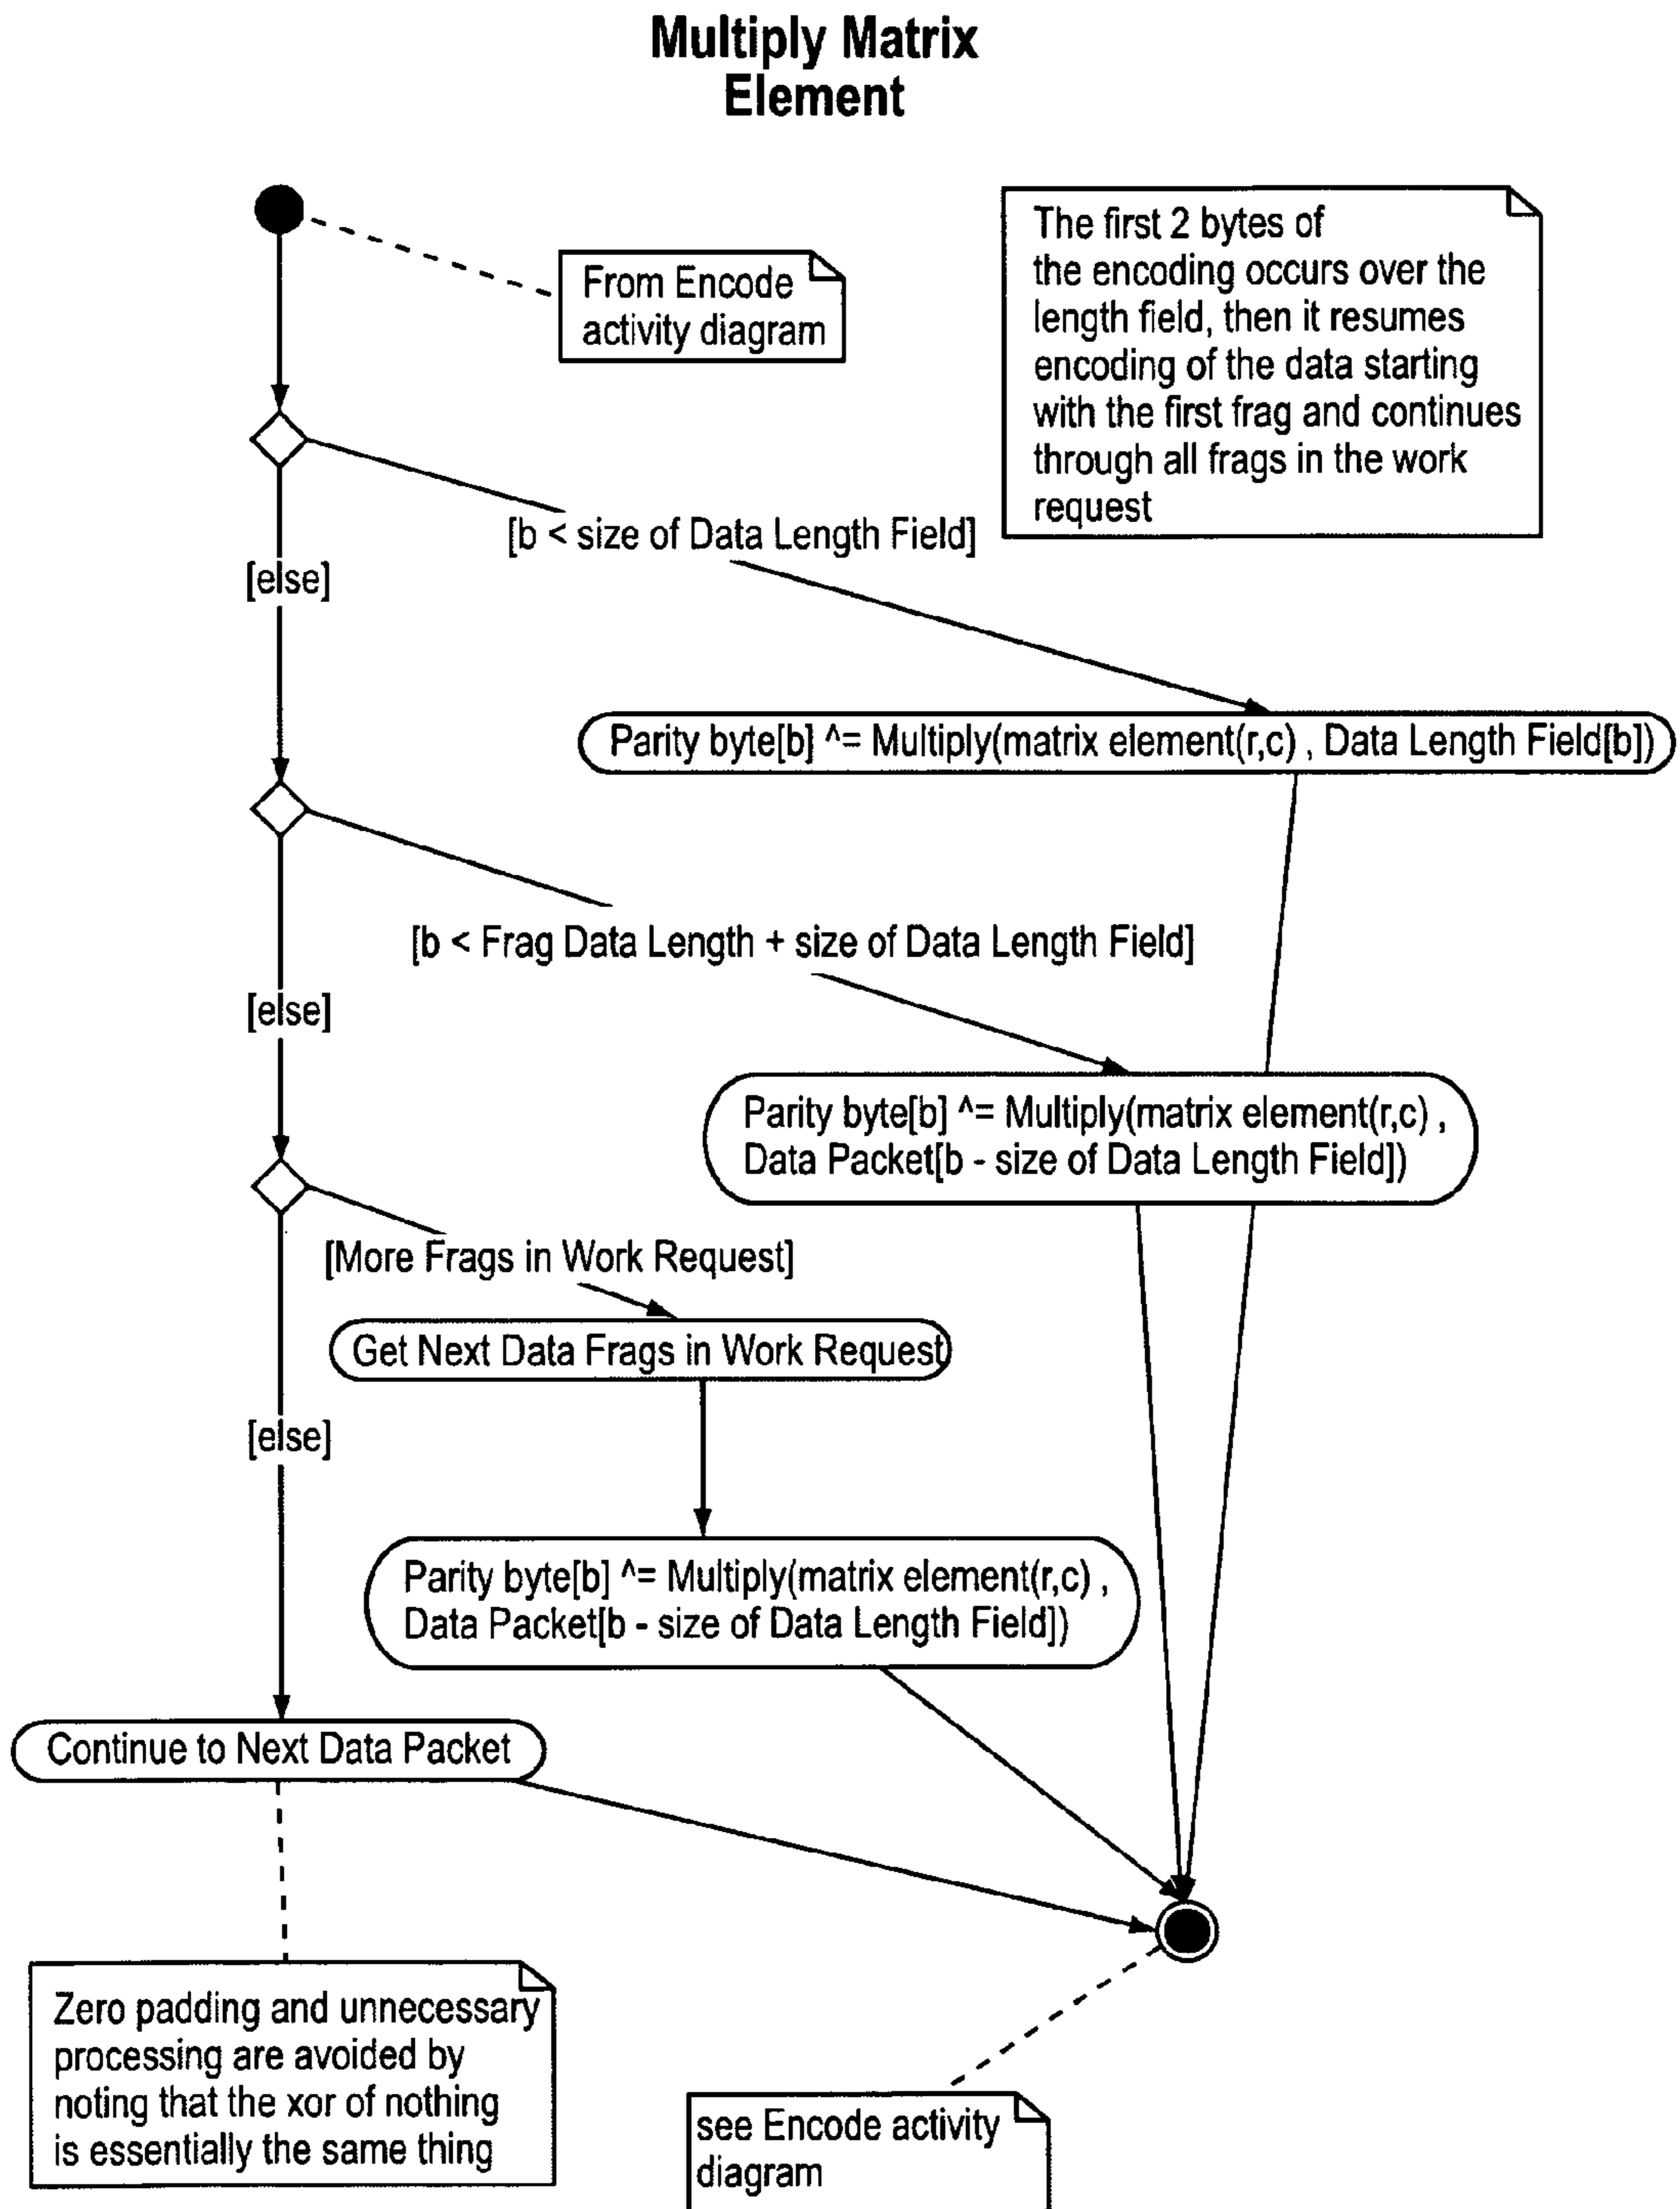 Multiply Matrix
Element
From Encode
activity diagram
The first 2 bytes of
the encoding occurs over the
length field, then it resumes
encoding of the data starting
with the first frag and continues
through all frags in the work
request
[b < size of Data Length Field]
[else]
Parity byte[b] ^= Multiply(matrix element(r,c) , Data Length Field[b])
[b < Frag Data Length + size of Data Length Field]
[else]
Parity byte[b] ^= Multiply(matrix element(r,c) ,
Data Packet[b - size of Data Length Field])
[More Frags in Work Request]
Get Next Data Frags in Work Request
[else]
Parity byte[b] ^= Multiply(matrix element(r,c) ,
Data Packet[b - size of Data Length Field])
Continue to Next Data Packet
Zero padding and unnecessary
processing are avoided by
noting that the xor of nothing
is essentially the same thing
see Encode activity
diagram